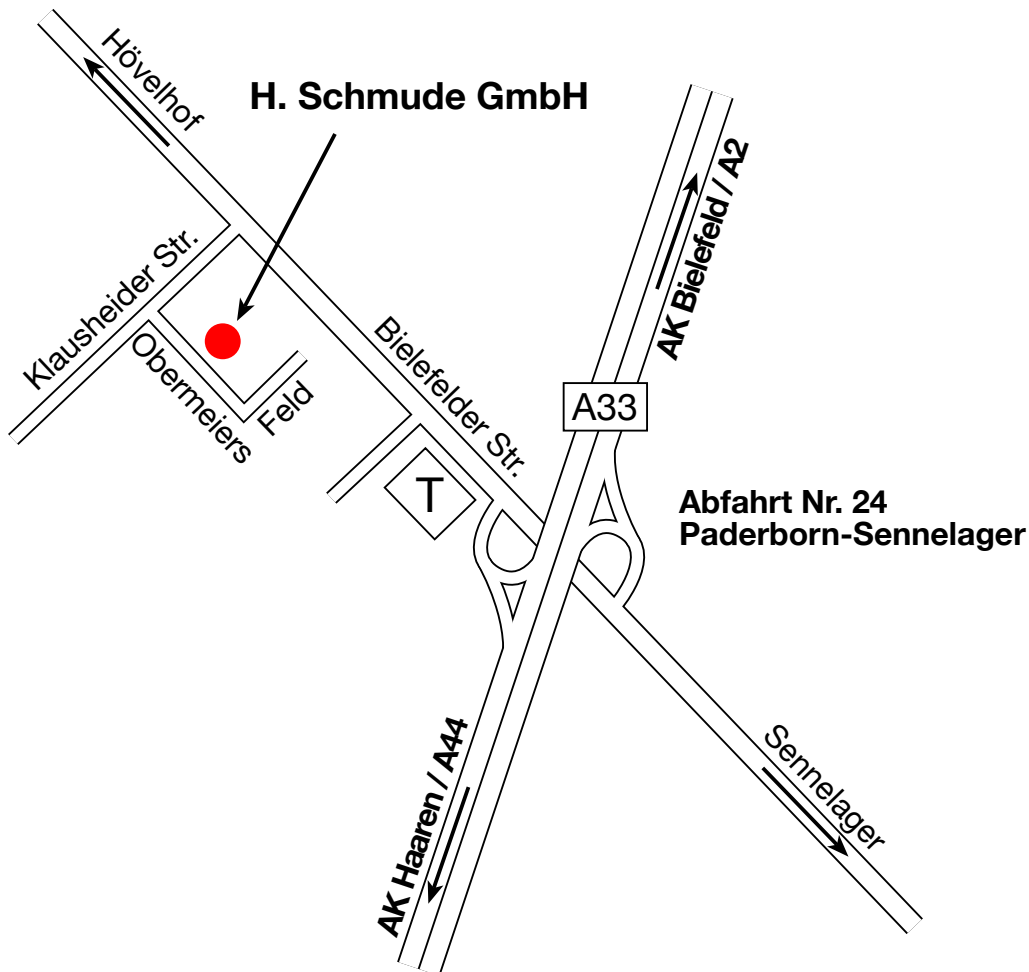 Hövelhof
H. Schmude GmbH
AK Bielefeld / A2
Klausheider Str.
Obermeiers
Feld
Bielefelder Str.
A33
T
Abfahrt Nr. 24
Paderborn-Sennelager
AK Haaren / A44
Sennelager